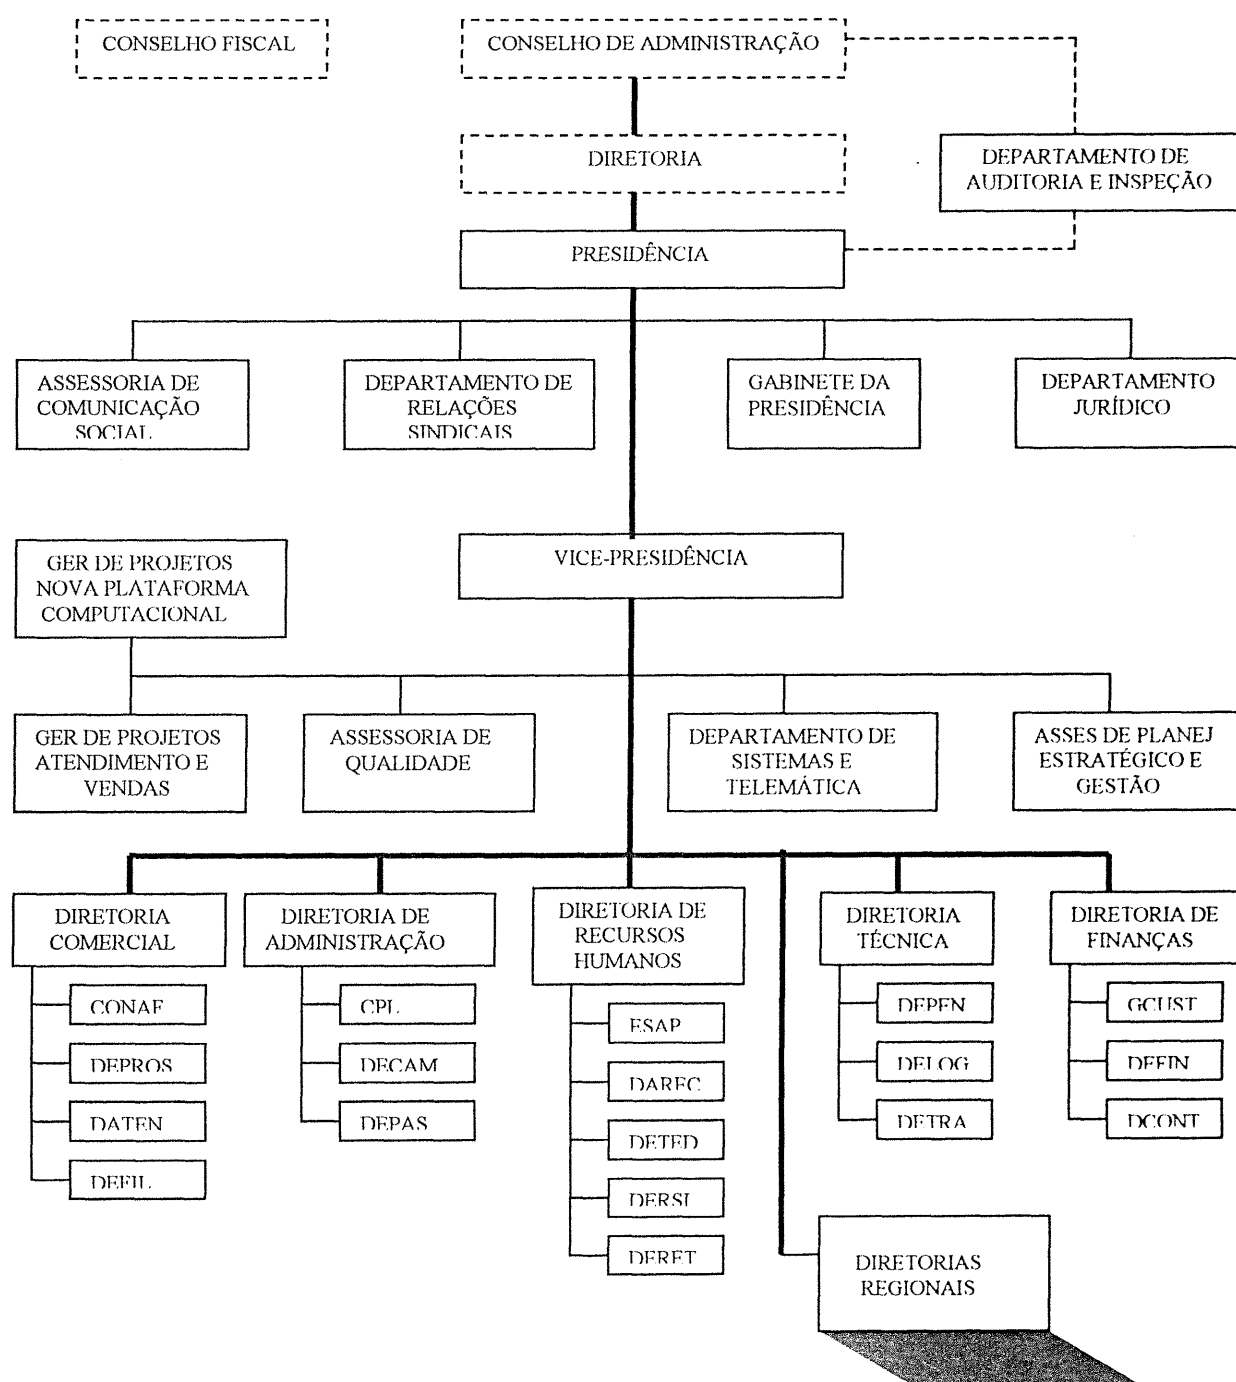 CONSELHO FISCAL
CONSELHO DE ADMINISTRAÇÃO
DIRETORIA
DEPARTAMENTO DE
AUDITORIA E INSPEÇÃO
PRESIDÊNCIA
ASSESSORIA DE
COMUNICAÇÃO
SOCIAL
DEPARTAMENTO DE
RELAÇÕES
SINDICAIS
GABINETE DA
PRESIDÊNCIA
DEPARTAMENTO
JURÍDICO
GER DE PROJETOS
NOVA PLATAFORMA
COMPUTACIONAL
VICE-PRESIDÊNCIA
GER DE PROJETOS
ATENDIMENTO E
VENDAS
ASSESSORIA DE
QUALIDADE
DEPARTAMENTO DE
SISTEMAS E
TELEMÁTICA
ASSES DE PLANEJ
ESTRATÉGICO E
GESTÃO
DIRETORIA
COMERCIAL
CONAF
DEPROS
DATEN
DEFIL
DIRETORIA DE
ADMINISTRAÇÃO
CPL
DECAM
DEPAS
DIRETORIA DE
RECURSOS
HUMANOS
ESAP
DAREC
DETED
DERSI
DERET
DIRETORIA
TÉCNICA
DEPEN
DELOG
DETRA
DIRETORIA DE
FINANÇAS
GCUST
DEFIN
DCONT
DIRETORIAS
REGIONAIS